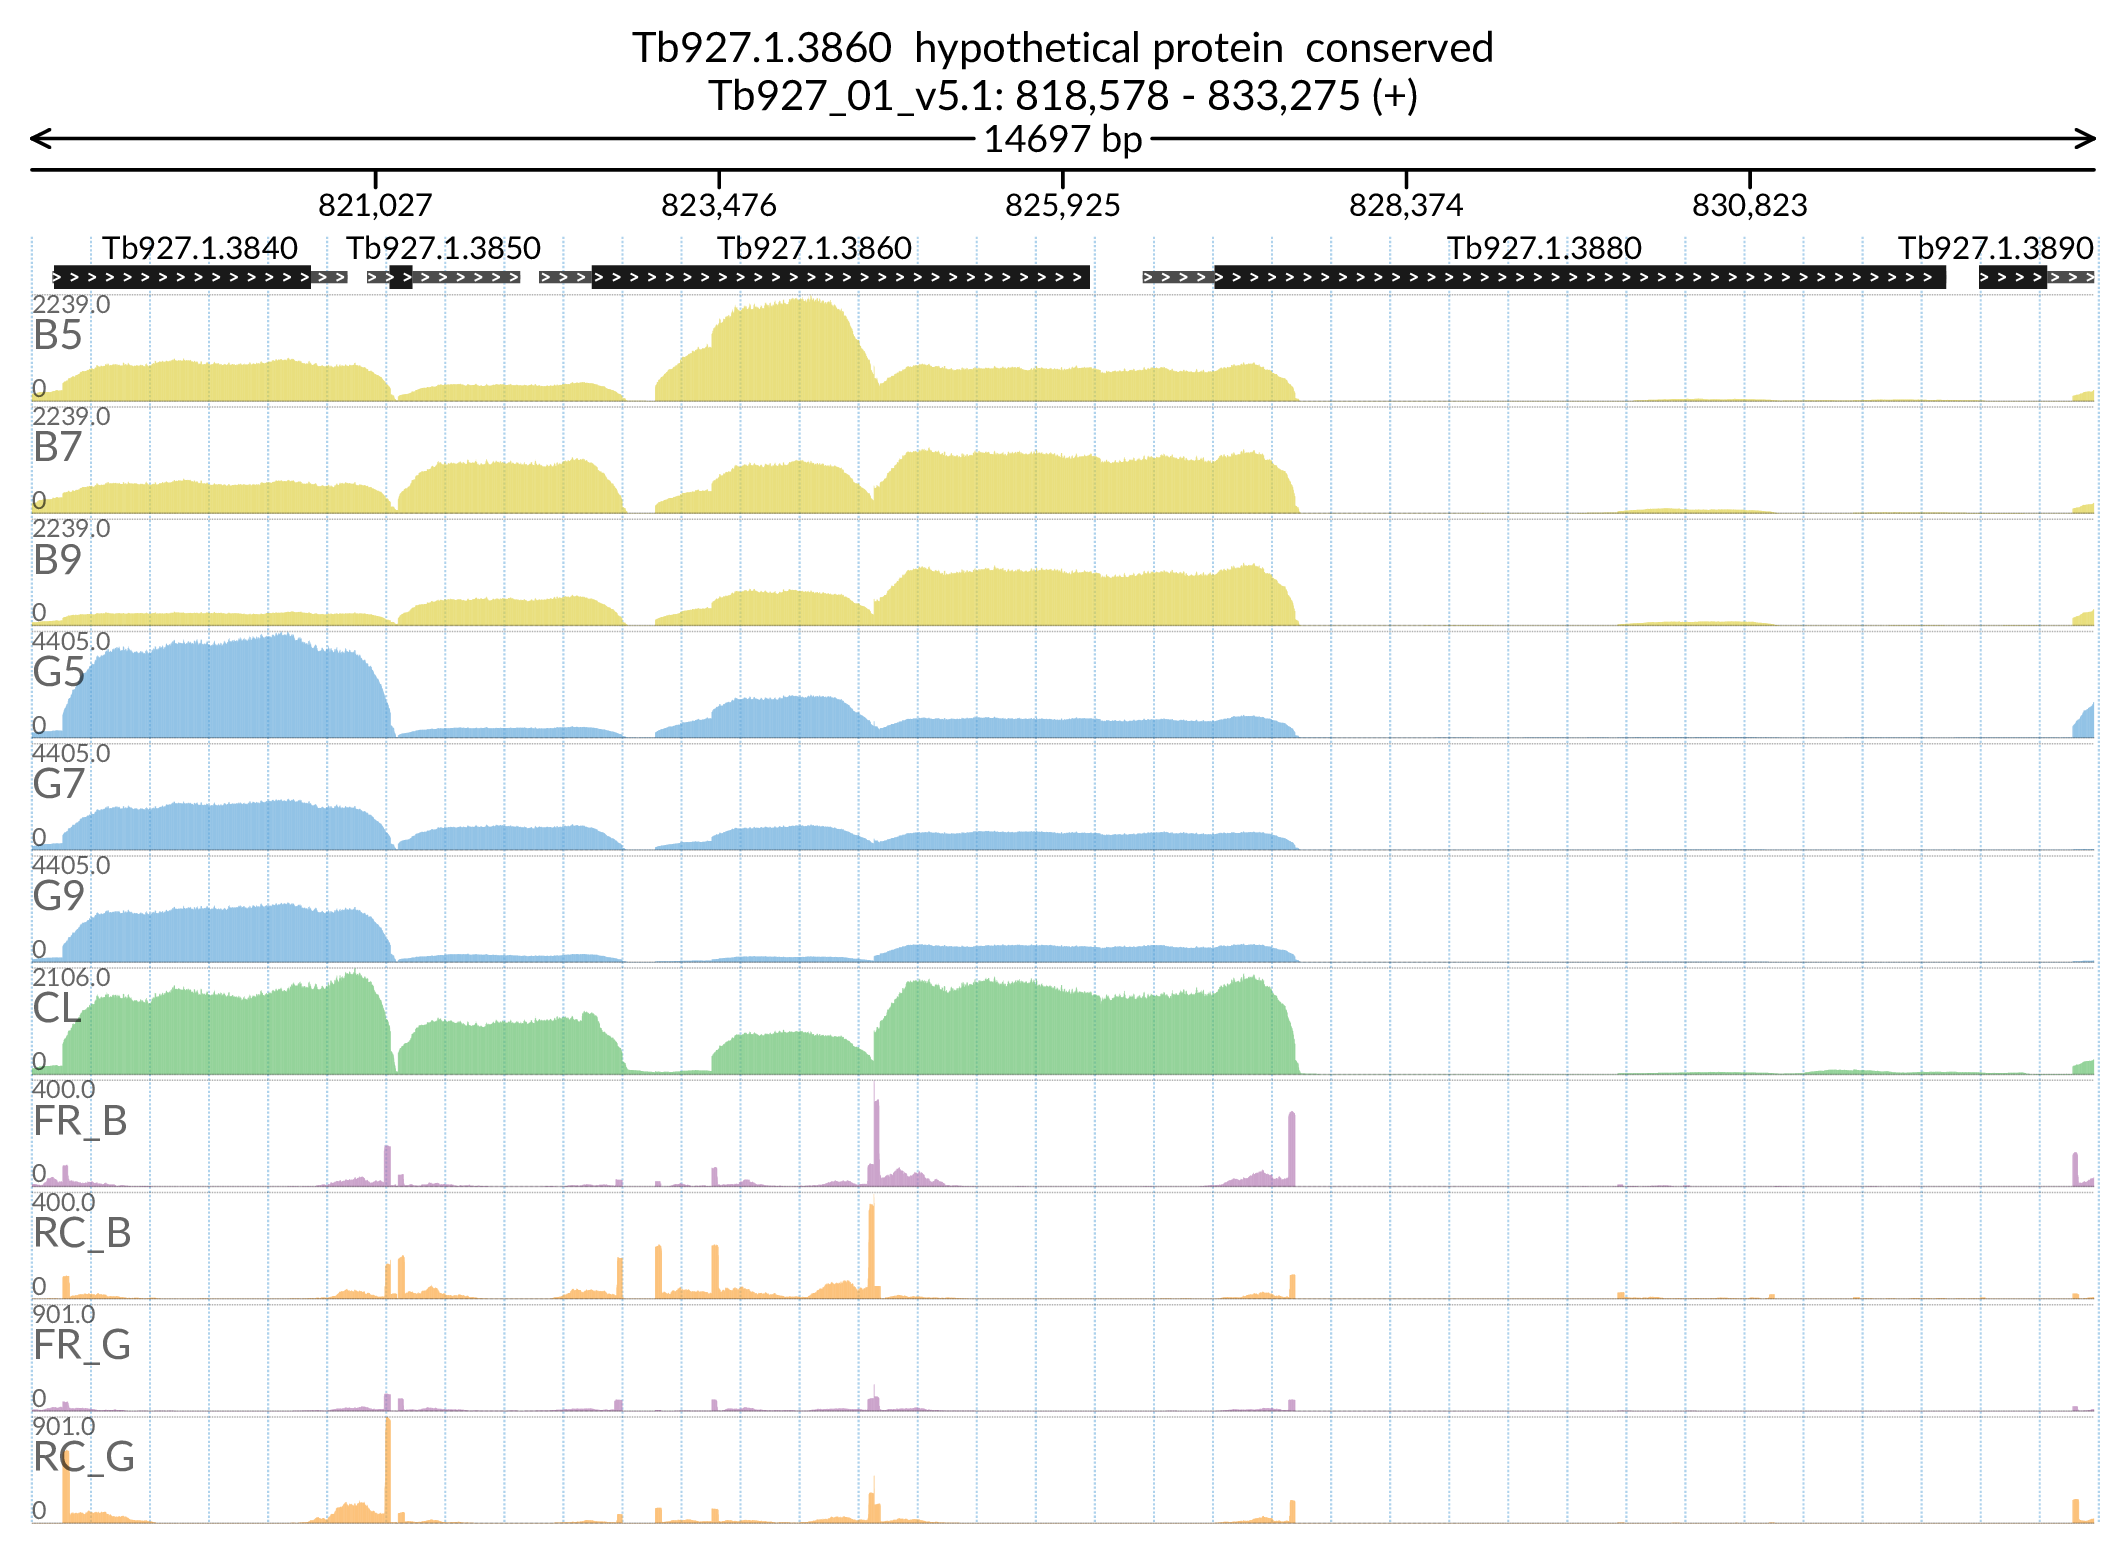 Tb927.1.3860  hypothetical protein  conserved
Tb927_01_v5.1: 818,578 - 833,275 (+)
14697 bp
821,027 823,476 825,925 828,374 830,823
Tb927.1.3840 Tb927.1.3850 Tb927.1.3860 Tb927.1.3880 Tb927.1.3890
2239.0
B5
0
2239.0
B7
0
2239.0
B9
0
4405.0
G5
0
4405.0
G7
0
4405.0
G9
0
2106.0
CL
0
400.0
FR_B
0
400.0
RC_B
0
901.0
FR_G
0
901.0
RC_G
0